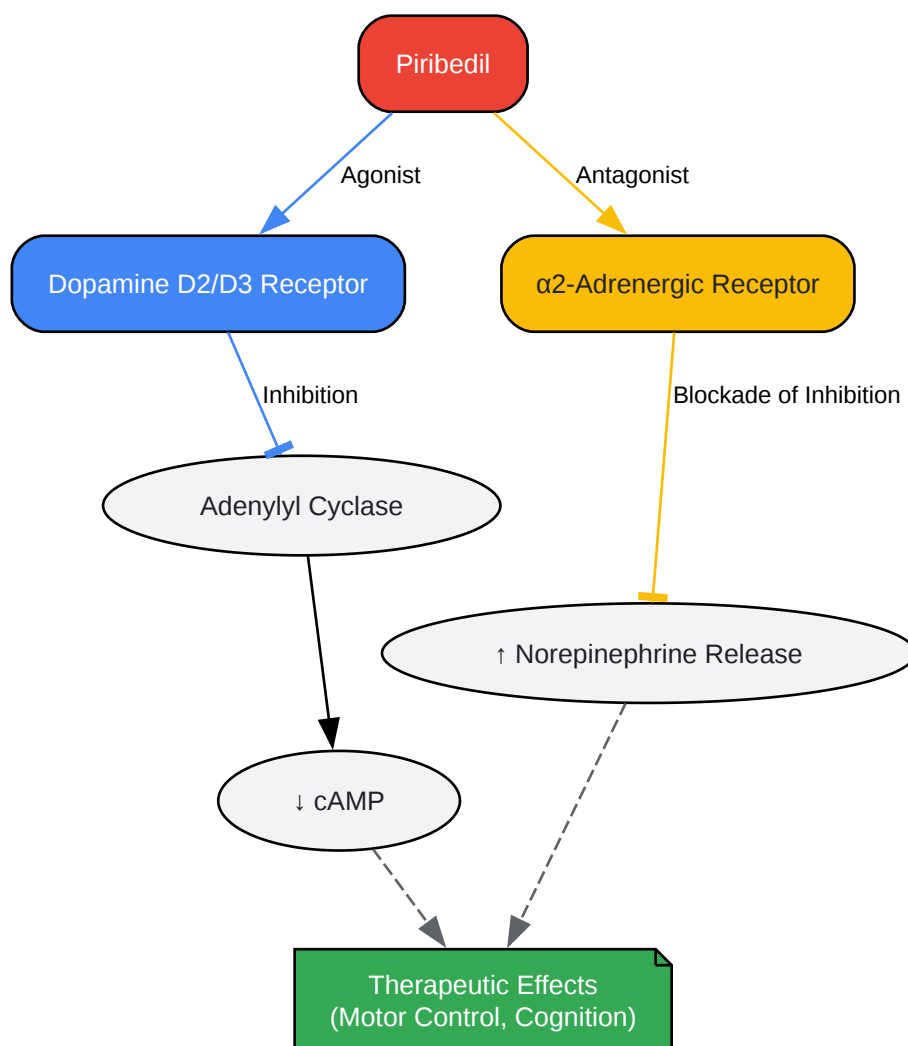 Piribedil
Agonist
Antagonist
Dopamine D2/D3 Receptor
α2-Adrenergic Receptor
Inhibition
Blockade of Inhibition
Adenylyl Cyclase
↑ Norepinephrine Release
↓ cAMP
Therapeutic Effects
(Motor Control, Cognition)